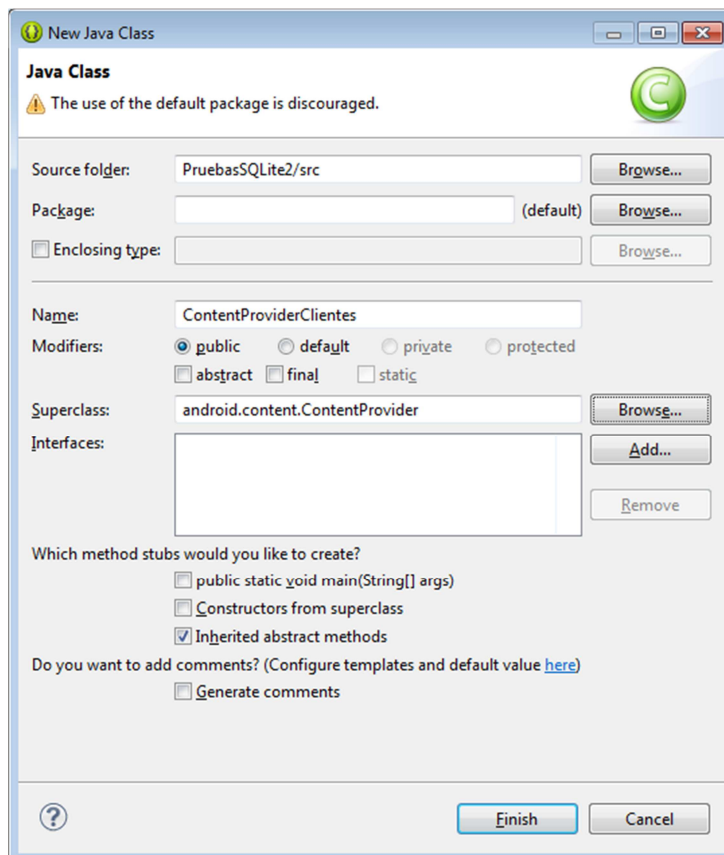 New Java Class
Java Class
The use of the default package is discouraged.
Source folder: PruebasSQLite2/src Browse...
Package: (default) Browse...
Enclosing type: Browse...
Name: ContentProviderClientes
Modifiers: public default private protected
abstract final static
Superclass: android.content.ContentProvider Browse...
Interfaces: Add...
Remove
Which method stubs would you like to create?
public static void main(String[] args)
Constructors from superclass
Inherited abstract methods
Do you want to add comments? (Configure templates and default value here)
Generate comments
? Finish Cancel